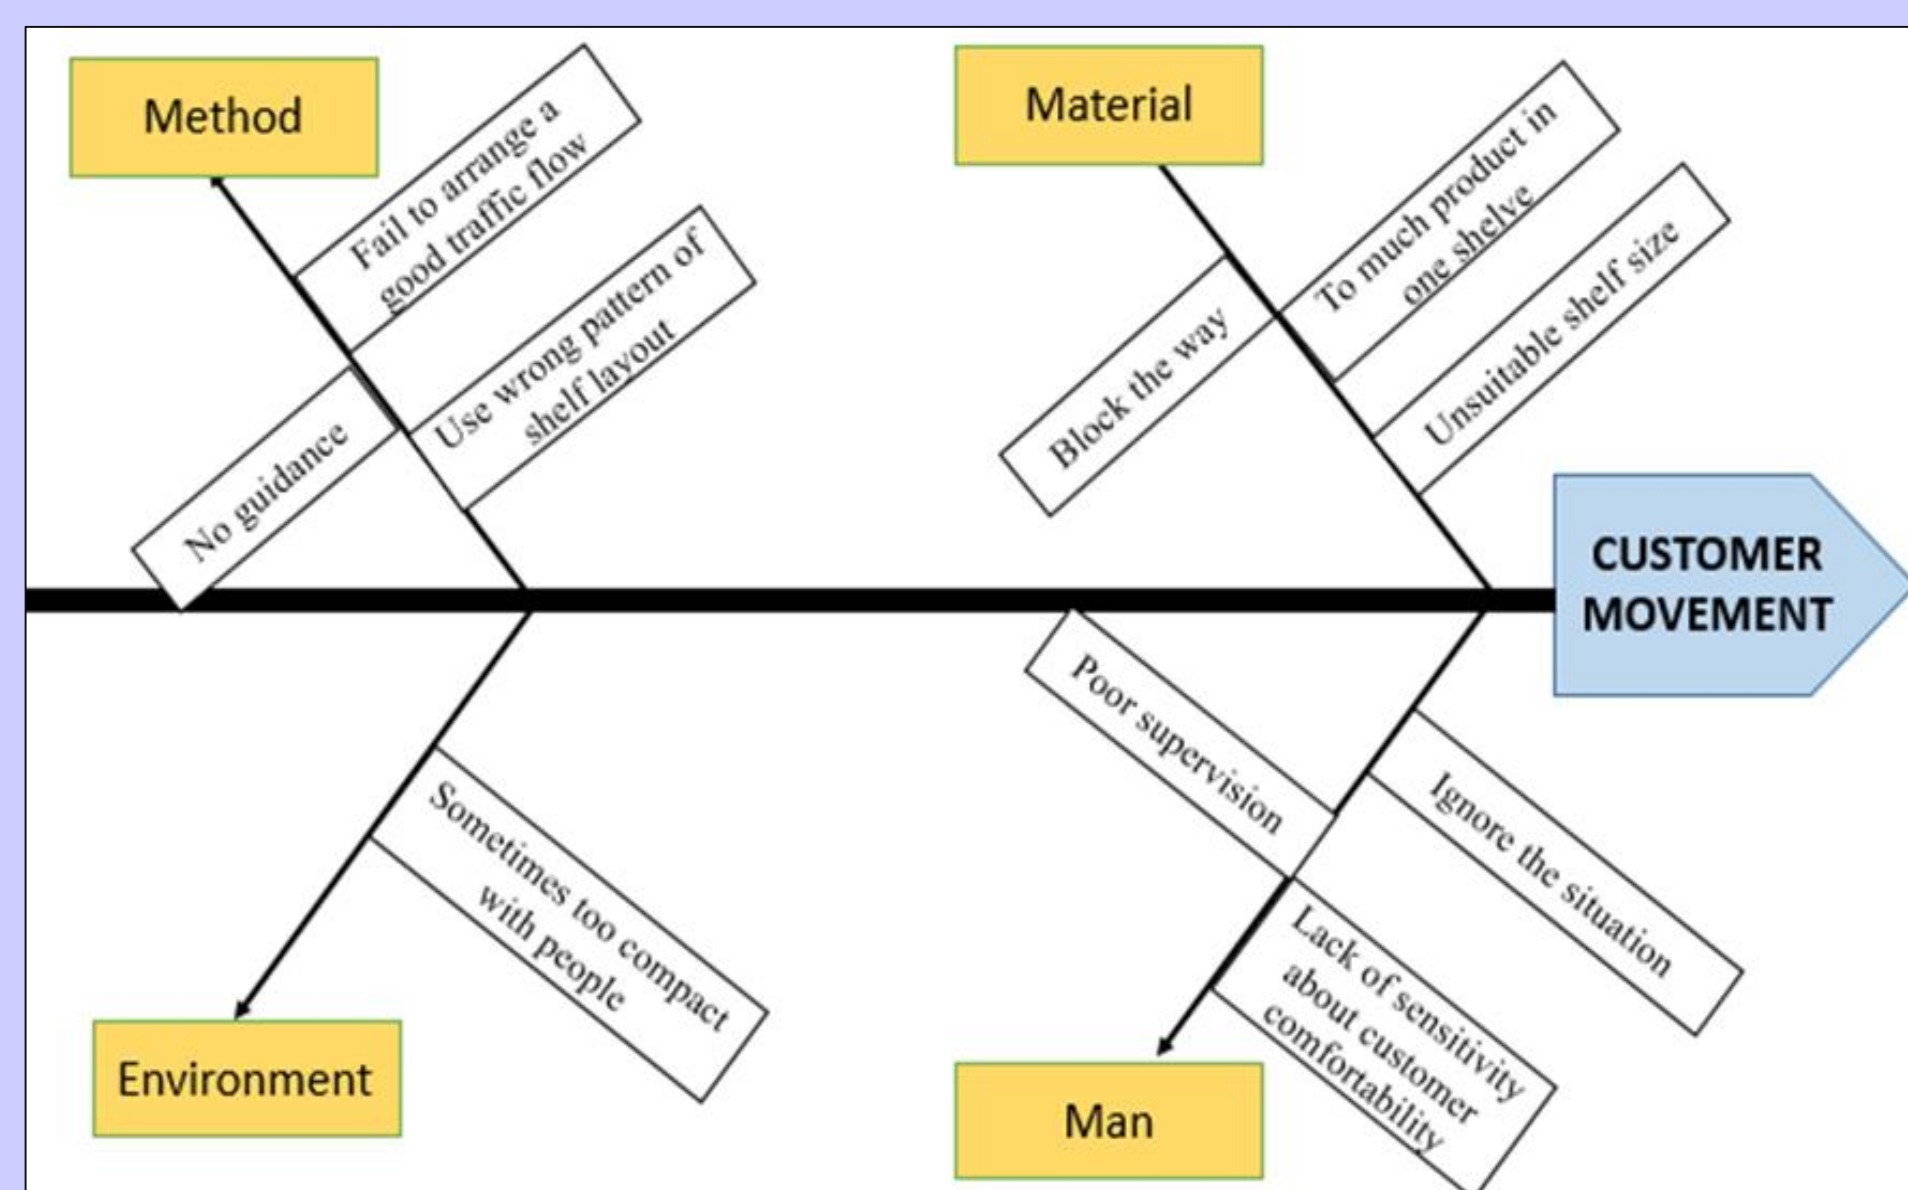 Method
Fail to arrange a
good traffic flow
Use wrong pattern of
shelf layout
No guidance
Material
To much product in
one shelve
Unsuitable shelf size
Block the way
CUSTOMER
MOVEMENT
Sometimes too compact
with people
Environment
Poor supervision
Ignore the situation
Lack of sensitivity
about customer
comfortability
Man